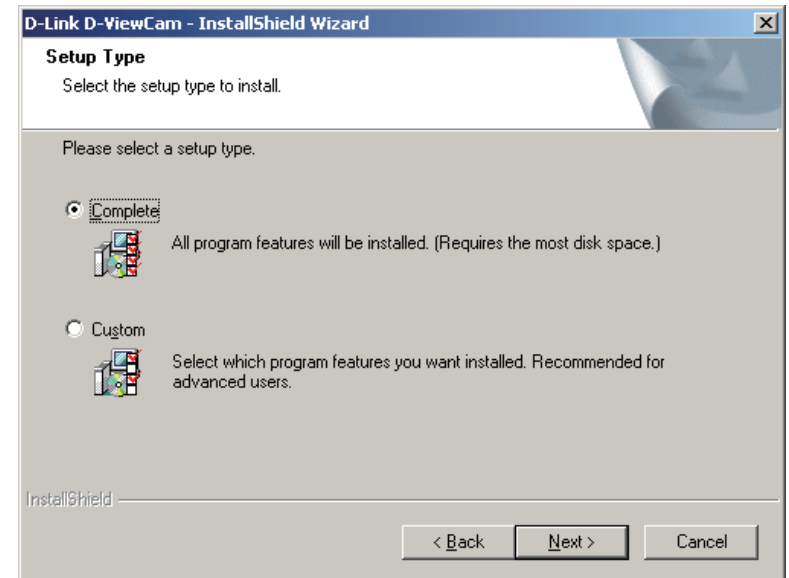 D-Link D-ViewCam - InstallShield Wizard
Setup Type
Select the setup type to install.
Please select a setup type.
Complete
All program features will be installed. (Requires the most disk space.)
Custom
Select which program features you want installed. Recommended for
advanced users.
InstallShield
< Back Next > Cancel